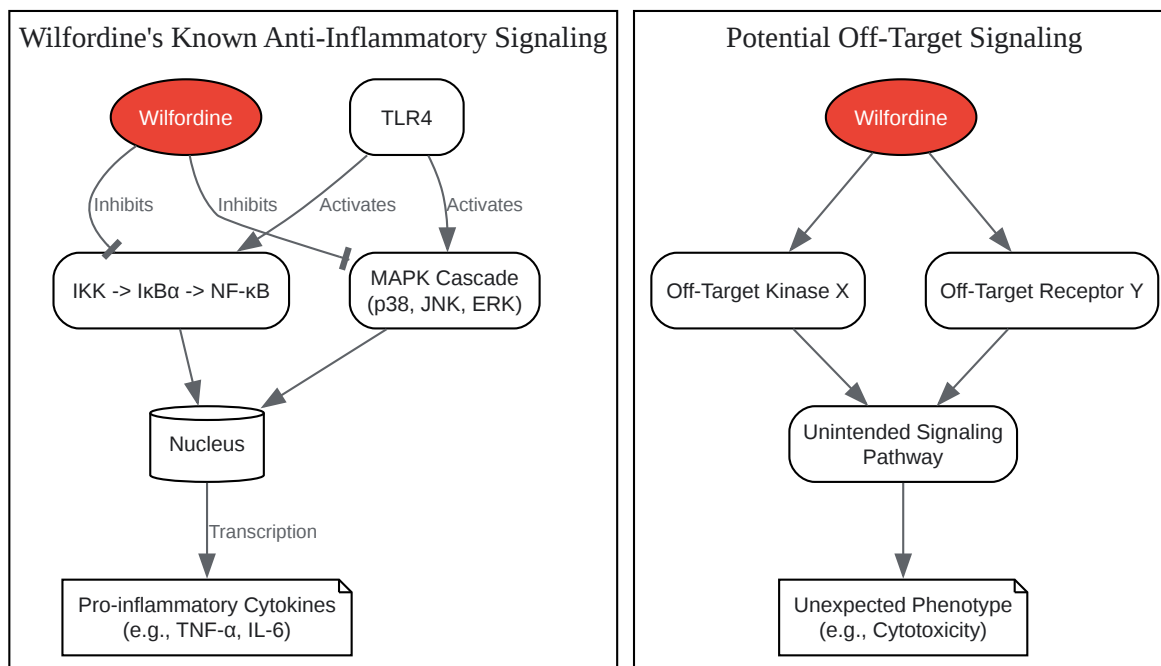 Wilfordine's Known Anti-Inflammatory Signaling
Wilfordine
TLR4
Inhibits
Inhibits
Activates
Activates
IKK -> IκBα -> NF-κB
MAPK Cascade
(p38, JNK, ERK)
Nucleus
Transcription
Pro-inflammatory Cytokines
(e.g., TNF-α, IL-6)
Potential Off-Target Signaling
Wilfordine
Off-Target Kinase X
Off-Target Receptor Y
Unintended Signaling
Pathway
Unexpected Phenotype
(e.g., Cytotoxicity)